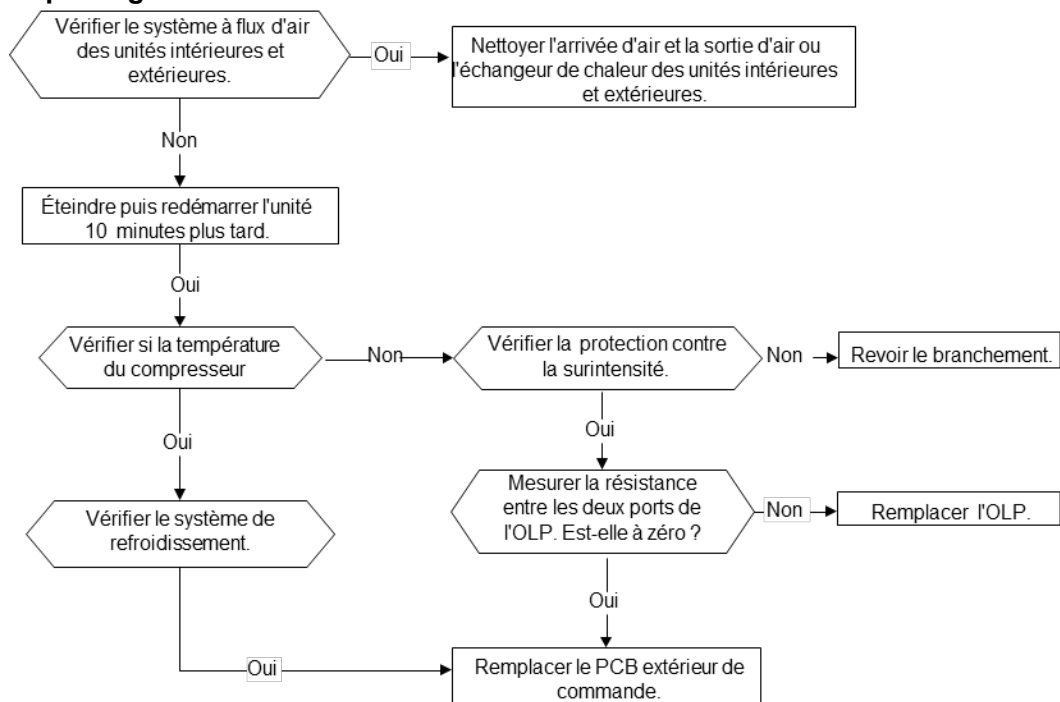 Vérifier le système à flux d'air
des unités intérieures et
extérieures.
Oui
Nettoyer l'arrivée d'air et la sortie d'air ou
l'échangeur de chaleur des unités intérieures
et extérieures.
Non
Éteindre puis redémarrer l'unité
10 minutes plus tard.
Oui
Vérifier si la température
du compresseur
Non
Vérifier la protection contre
la surintensité.
Non
Revoir le branchement.
Oui
Oui
Vérifier le système de
refroidissement.
Mesurer la résistance
entre les deux ports de
l'OLP. Est-elle à zéro ?
Non
Remplacer l'OLP.
Oui
Oui
Remplacer le PCB extérieur de
commande.